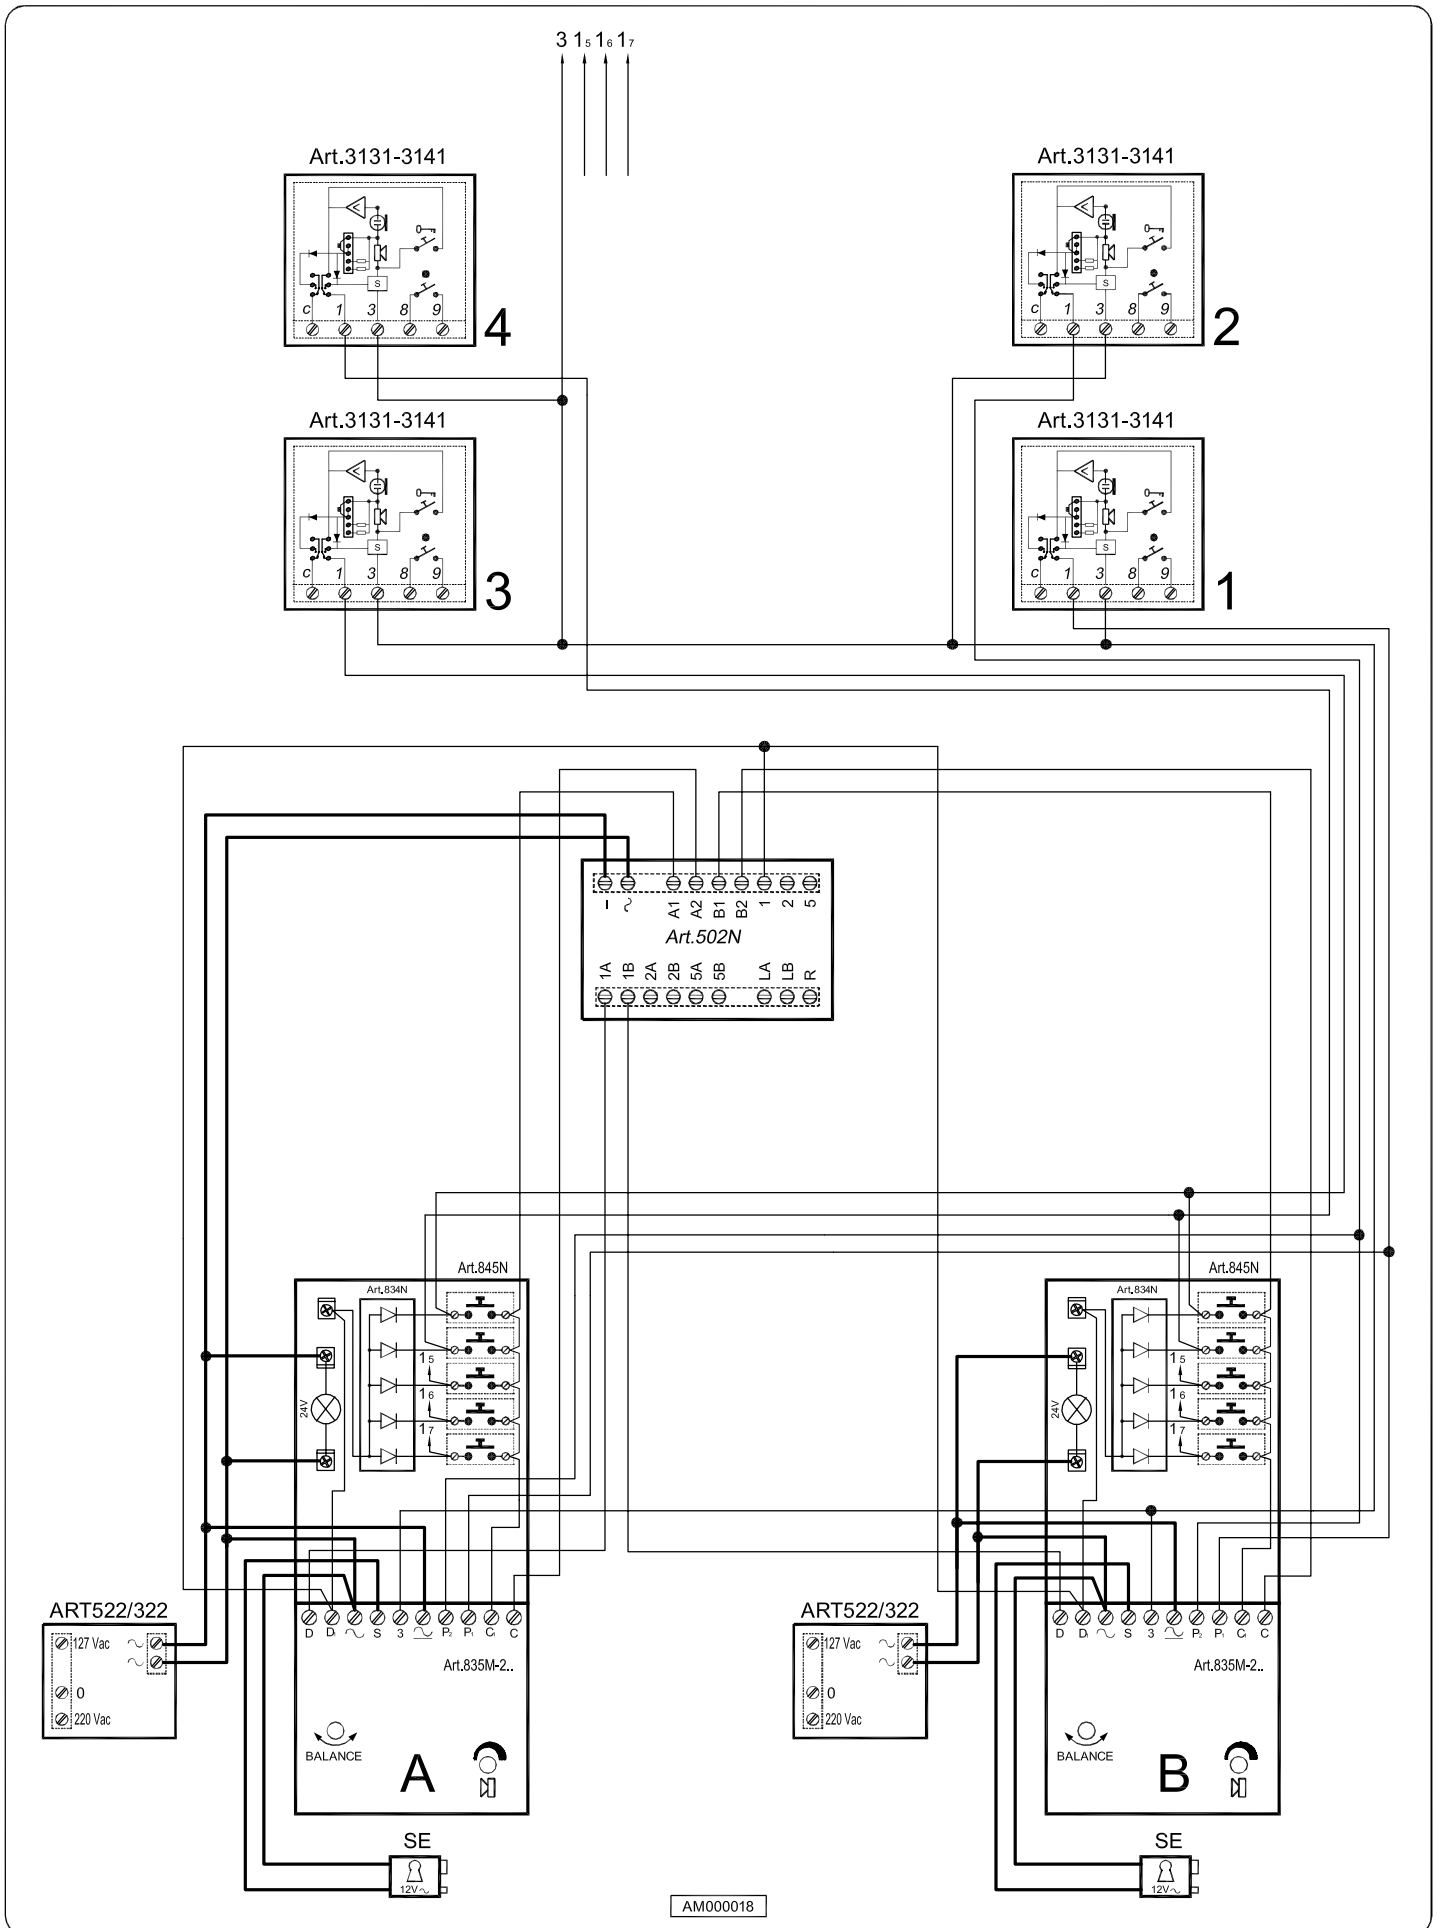 3 1₅ 1₆ 1₇
Art.3131-3141
Art.3131-3141
S
S
c 1 3 8 9
c 1 3 8 9
4
2
Art.3131-3141
Art.3131-3141
S
S
c 1 3 8 9
c 1 3 8 9
3
1
– ~ A1 A2 B1 B2 1 2 5
Art.502N
1A 1B 2A 2B 5A 5B LA LB R
Art.845N
Art.845N
Art.834N
Art.834N
1₅
1₅
1₆
1₆
24V
24V
1₇
1₇
ART522/322
ART522/322
D D₁ ~ S 3 ~ P₂ P₁ C₁ C
D D₁ ~ S 3 ~ P₂ P₁ C₁ C
127 Vac ~
127 Vac ~
~
~
Art.835M-2..
Art.835M-2..
0
0
220 Vac
220 Vac
BALANCE
BALANCE
A
B
SE
SE
12V~
12V~
AM000018